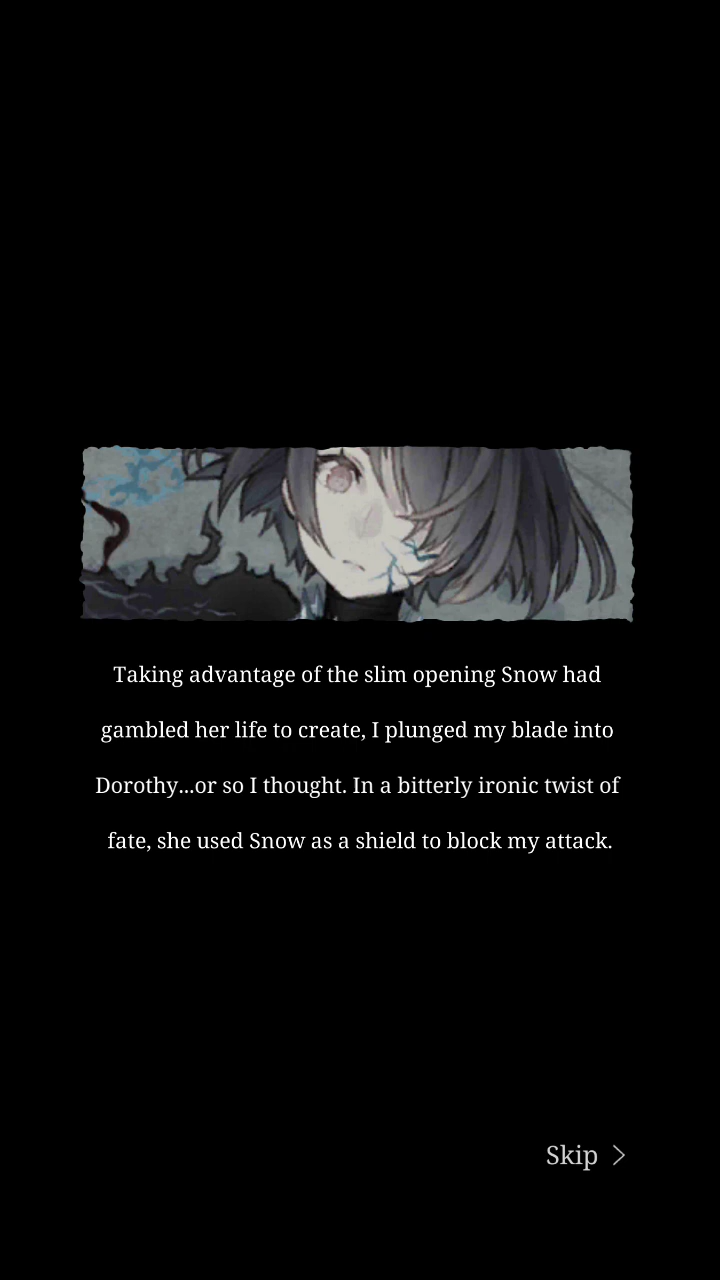 Taking advantage of the slim opening Snow had
gambled her life to create, I plunged my blade into
Dorothy...or so I thought. In a bitterly ironic twist of
fate, she used Snow as a shield to block my attack.
Skip >